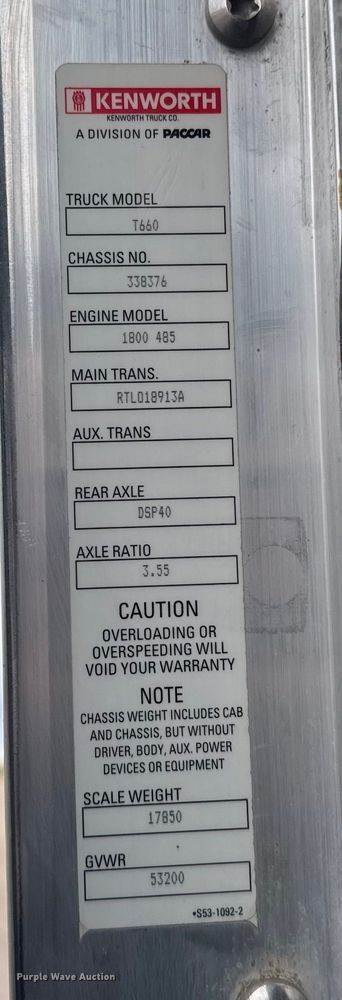 KENWORTH
KENWORTH TRUCK CO.
A DIVISION OF PACCAR
TRUCK MODEL
T660
CHASSIS NO.
338376
ENGINE MODEL
1800 485
MAIN TRANS.
RTLO18913A
AUX. TRANS
REAR AXLE
DSP40
AXLE RATIO
3.55
CAUTION
OVERLOADING OR
OVERSPEEDING WILL
VOID YOUR WARRANTY
NOTE
CHASSIS WEIGHT INCLUDES CAB
AND CHASSIS, BUT WITHOUT
DRIVER, BODY, AUX. POWER
DEVICES OR EQUIPMENT
SCALE WEIGHT
17850
GVWR
53200
•S53-1092-2
Purple Wave Auction